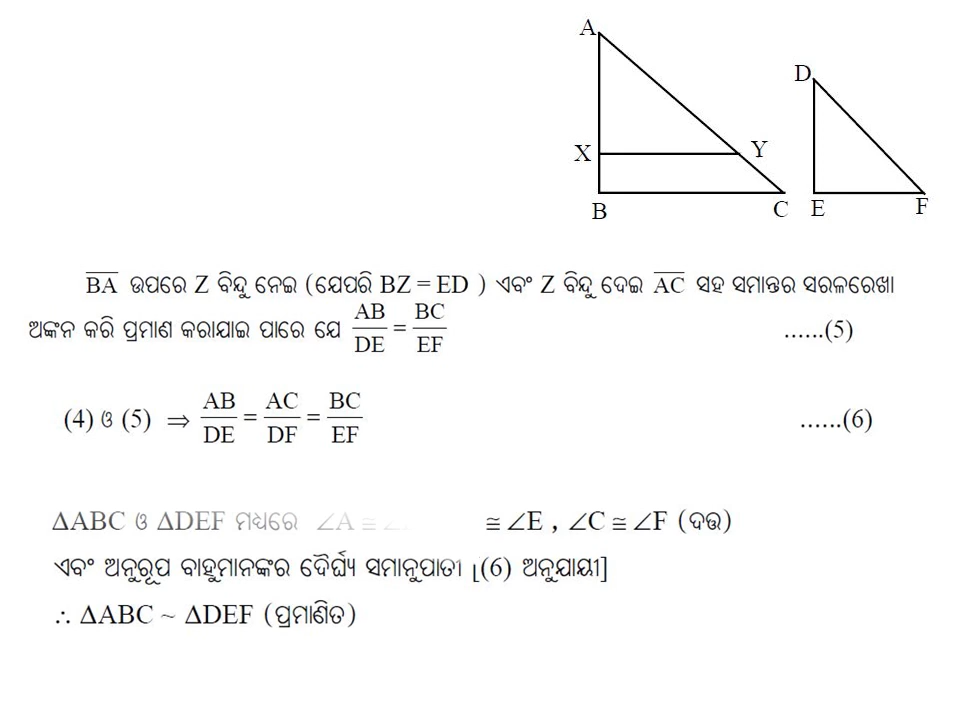 A
D
X
Y
B
C
E
F
BA ଉପରେ Z ବିନ୍ଦୁ ନେଇ (ଯେପରି BZ = ED ) ଏବଂ Z ବିନ୍ଦୁ ଦେଇ AC ସହ ସମାନ୍ତର ସରଳରେଖା
ଅଙ୍କନ କରି ପ୍ରମାଣ କରାଯାଇ ପାରେ ଯେ AB/DE = BC/EF ......(5)
(4) ଓ (5) ⇒ AB/DE = AC/DF = BC/EF ......(6)
ΔABC ଓ ΔDEF ମଧ୍ୟରେ ∠A ≅ ≅ ∠E , ∠C ≅ ∠F (ଦତ୍ତ)
ଏବଂ ଅନୁରୂପ ବାହୁମାନଙ୍କର ଦୈର୍ଘ୍ୟ ସମାନୁପାତୀ [(6) ଅନୁଯାୟୀ]
∴ ΔABC ~ ΔDEF (ପ୍ରମାଣିତ)